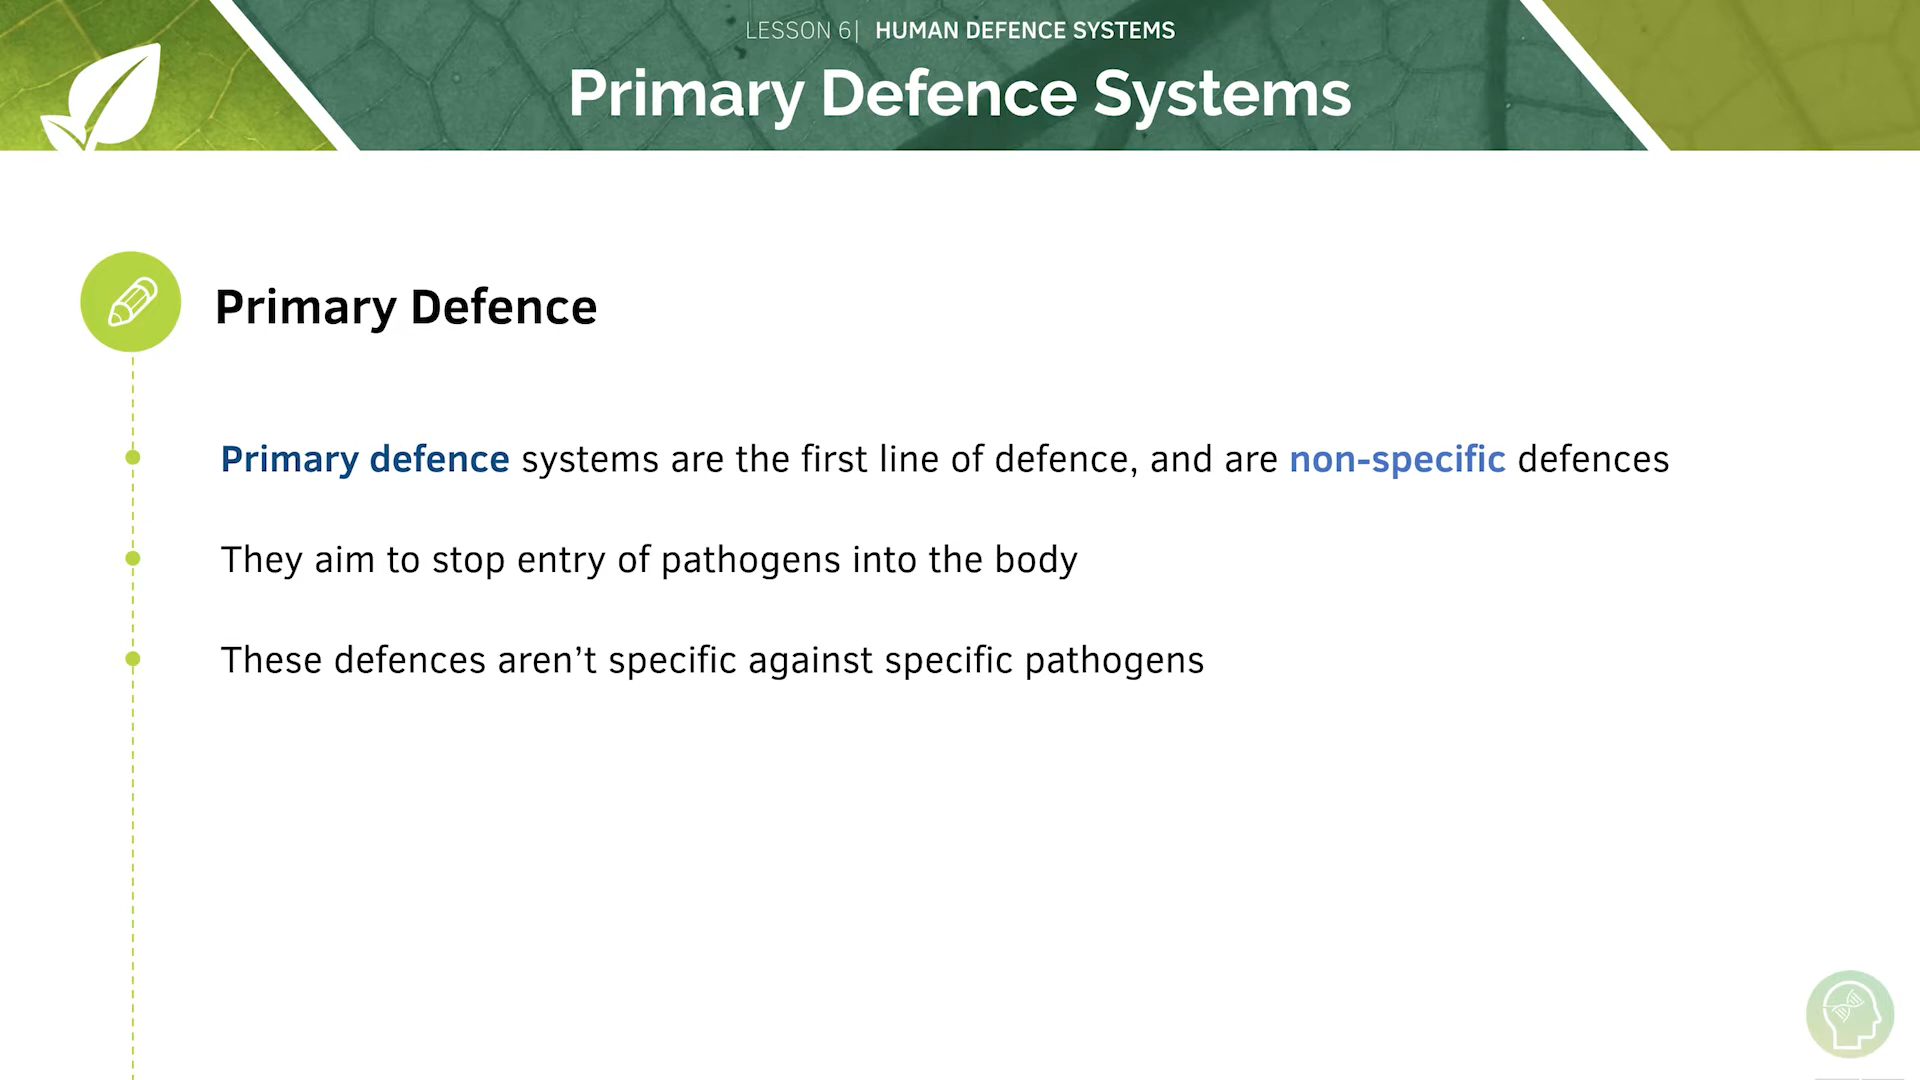 LESSON 6| HUMAN DEFENCE SYSTEMS
Primary Defence Systems
Primary Defence
Primary defence systems are the first line of defence, and are non-specific defences
They aim to stop entry of pathogens into the body
These defences aren’t specific against specific pathogens